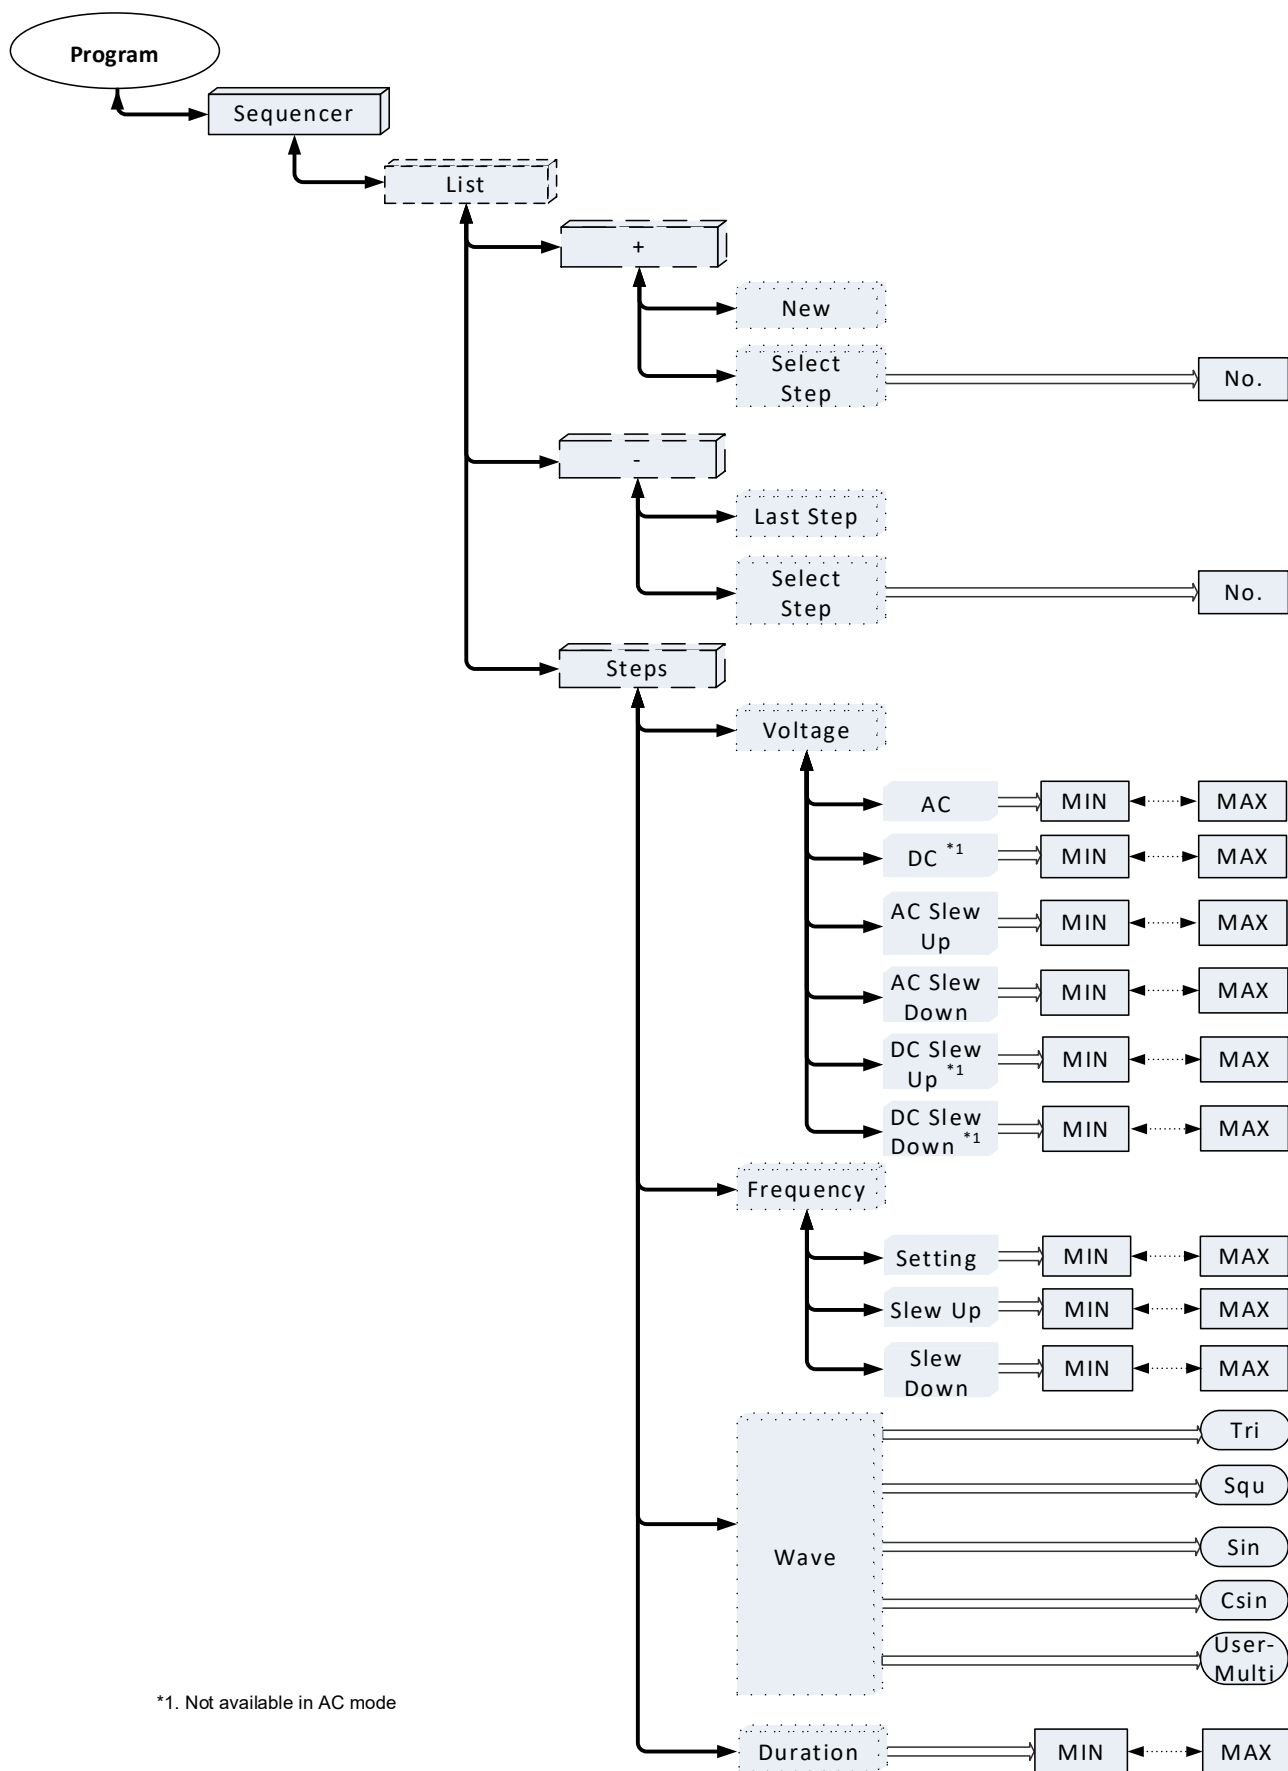 Program
Sequencer
List
+
New
Select
Step
No.
-
Last Step
Select
Step
No.
Steps
Voltage
AC
MIN
MAX
DC *1
MIN
MAX
AC Slew
Up
MIN
MAX
AC Slew
Down
MIN
MAX
DC Slew
Up *1
MIN
MAX
DC Slew
Down *1
MIN
MAX
Frequency
Setting
MIN
MAX
Slew Up
MIN
MAX
Slew
Down
MIN
MAX
Wave
Tri
Squ
Sin
Csin
User-
Multi
*1. Not available in AC mode
Duration
MIN
MAX